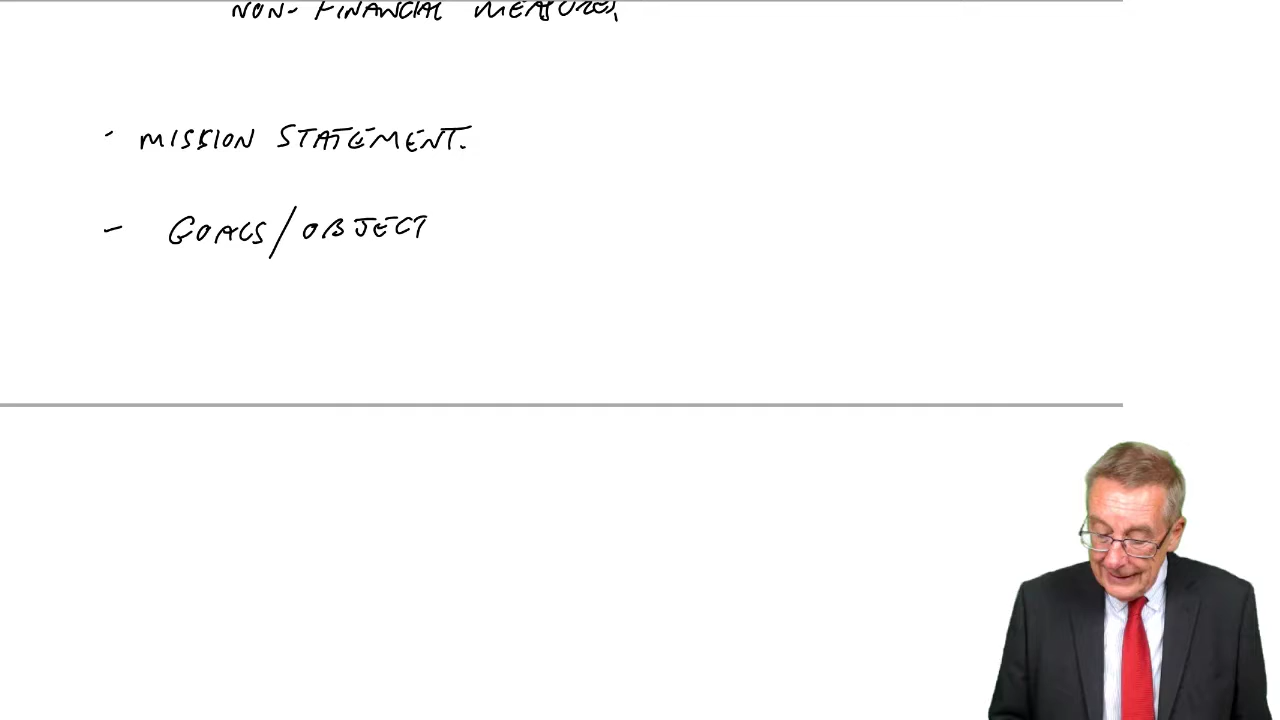 NON- FINANCIAL MEASURES,
- MISSION STATEMENT.
- GOALS/OBJECT